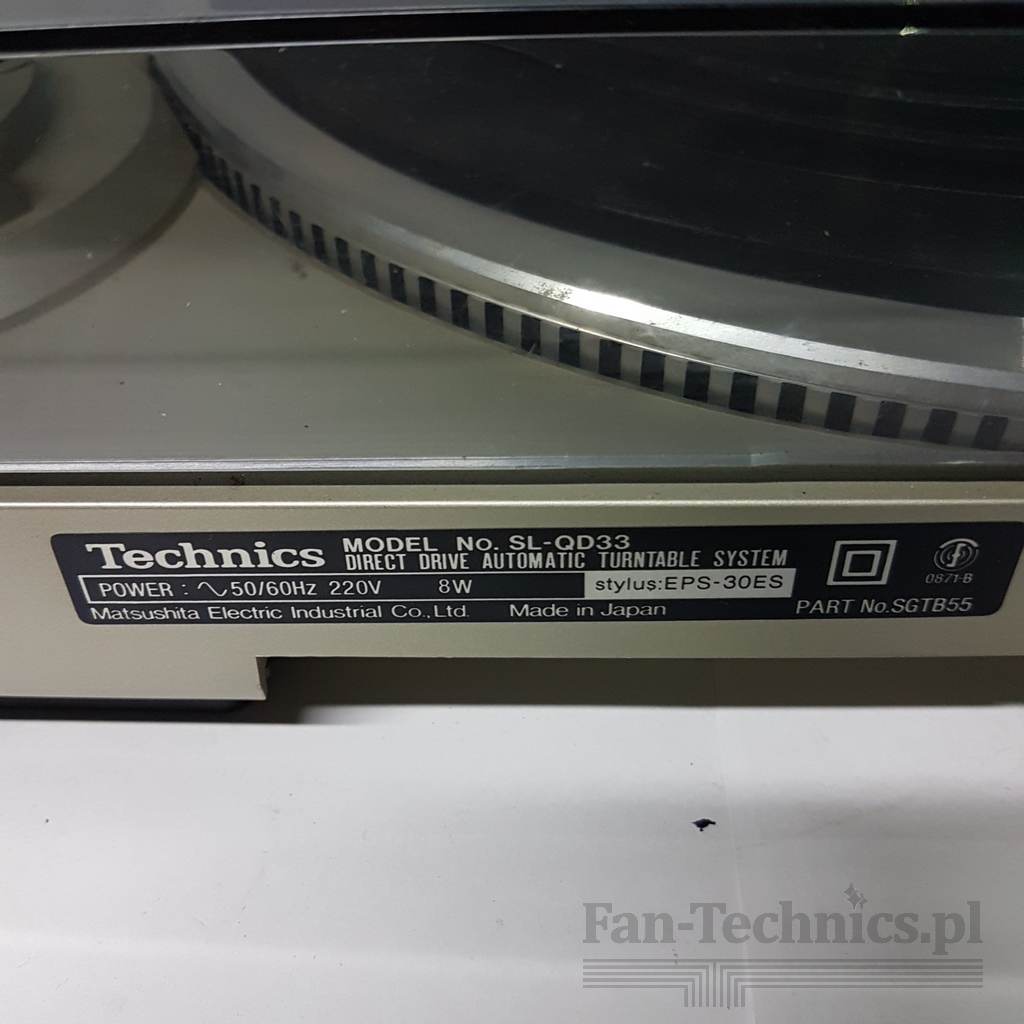 Technics MODEL No. SL-QD33
DIRECT DRIVE AUTOMATIC TURNTABLE SYSTEM
POWER : ∿50/60Hz 220V 8W stylus:EPS-30ES
Matsushita Electric Industrial Co., Ltd. Made in Japan
0871-B
PART No.SGTB55
Fan-Technics.pl